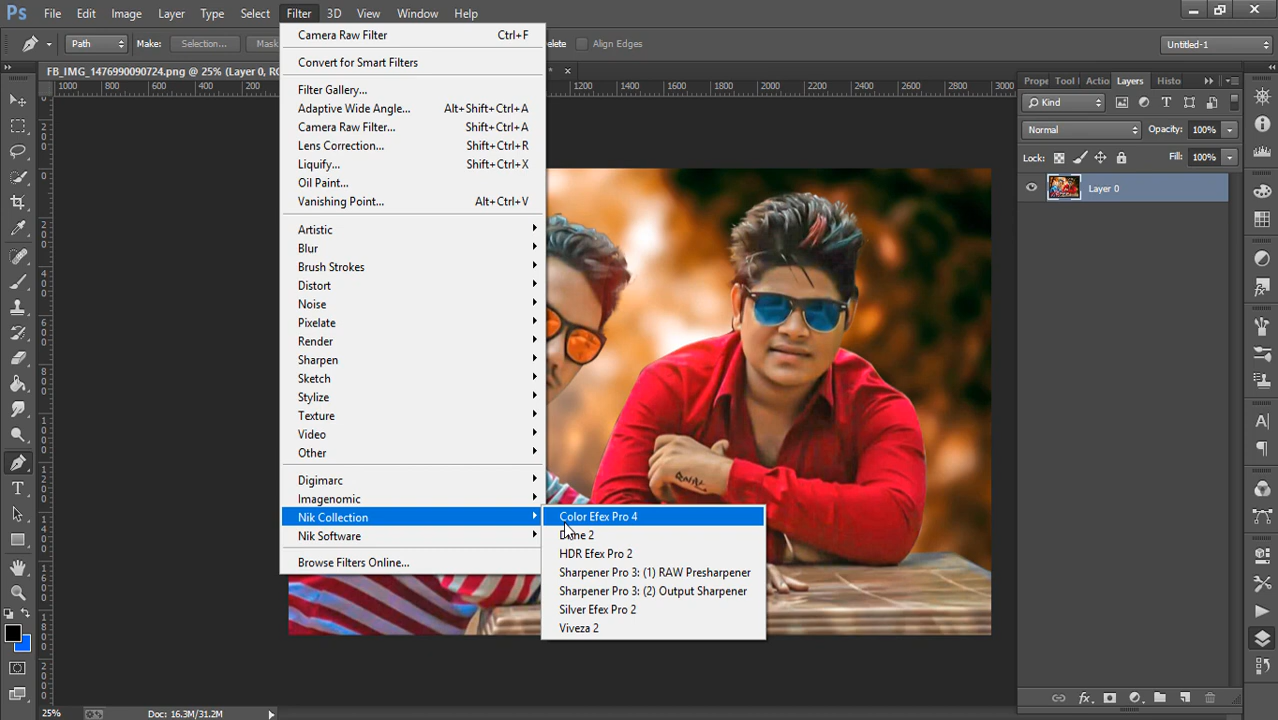 Ps File Edit Image Layer Type Select Filter 3D View Window Help
Path Make: Selection... Mask elete Align Edges Untitled-1
FB_IMG_1476990090724.png @ 25% (Layer 0, RG
Camera Raw Filter Ctrl+F
Convert for Smart Filters
Filter Gallery...
Adaptive Wide Angle... Alt+Shift+Ctrl+A
Camera Raw Filter... Shift+Ctrl+A
Lens Correction... Shift+Ctrl+R
Liquify... Shift+Ctrl+X
Oil Paint...
Vanishing Point... Alt+Ctrl+V
Artistic
Blur
Brush Strokes
Distort
Noise
Pixelate
Render
Sharpen
Sketch
Stylize
Texture
Video
Other
Digimarc
Imagenomic
Nik Collection
Nik Software
Browse Filters Online...
Color Efex Pro 4
Dfine 2
HDR Efex Pro 2
Sharpener Pro 3: (1) RAW Presharpener
Sharpener Pro 3: (2) Output Sharpener
Silver Efex Pro 2
Viveza 2
1000 800 600 400 200 1200 1400 1600 1800 2000 2200 2400 2600 2800 3000
Prope Tool I Actio Layers Histo
Kind
Normal Opacity: 100%
Lock: Fill: 100%
Layer 0
25% Doc: 16.3M/31.2M